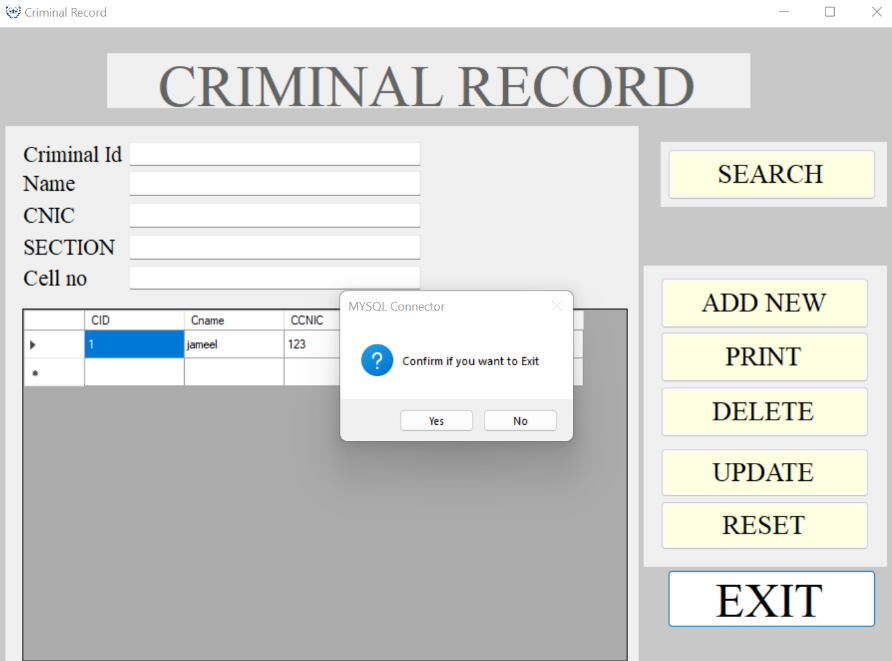 Criminal Record
CRIMINAL RECORD
Criminal Id
Name
CNIC
SECTION
Cell no
SEARCH
ADD NEW
PRINT
DELETE
UPDATE
RESET
EXIT
CID Cname CCNIC
1 jameel 123
MYSQL Connector
Confirm if you want to Exit
Yes No